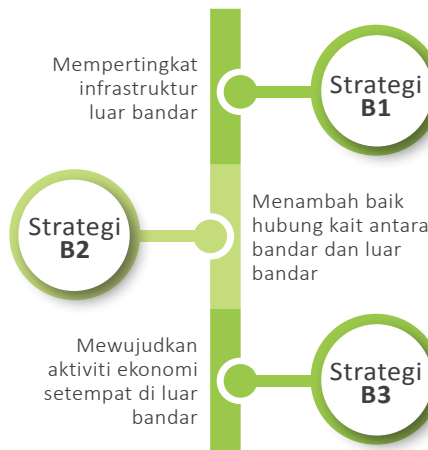 Mempertingkat
infrastruktur
luar bandar
Strategi
B1
Strategi
B2
Menambah baik
hubung kait antara
bandar dan luar
bandar
Mewujudkan
aktiviti ekonomi
setempat di luar
bandar
Strategi
B3